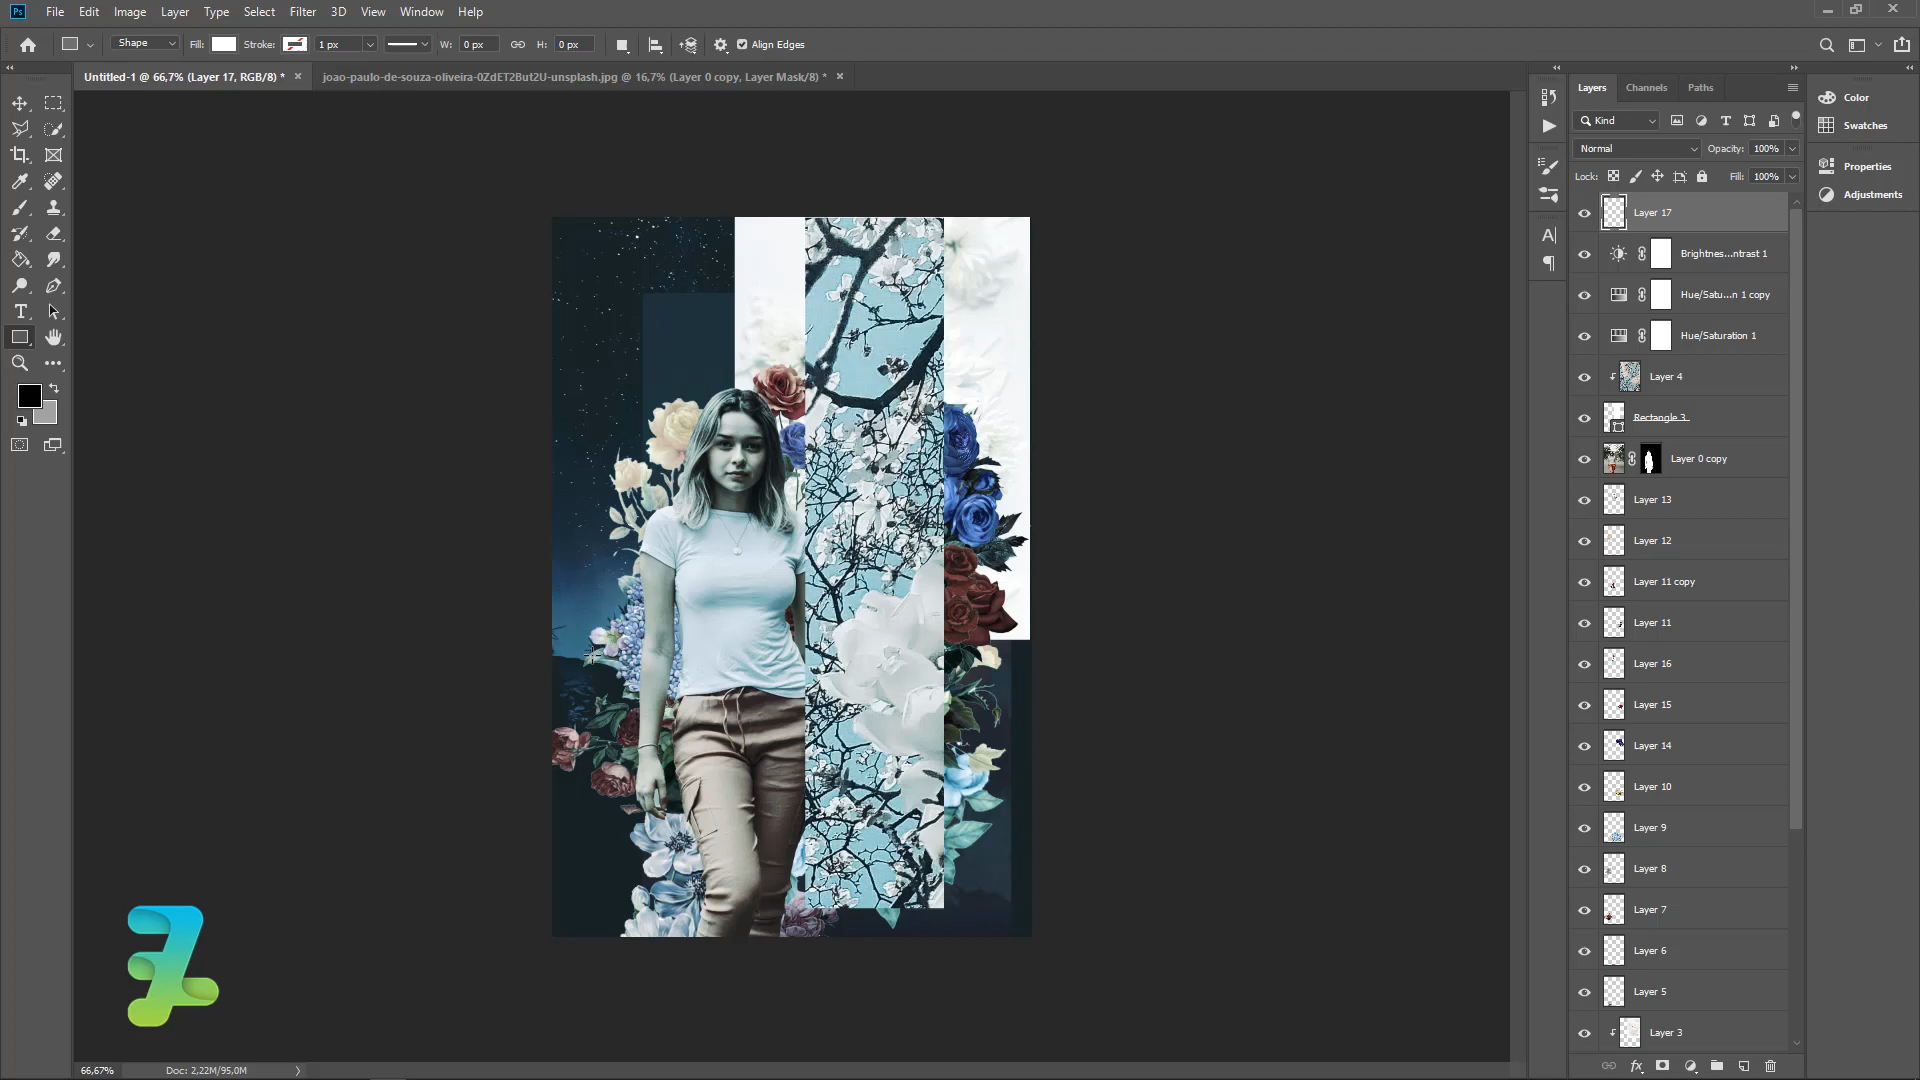 Ps File Edit Image Layer Type Select Filter 3D View Window Help
Shape Fill: Stroke: 1 px W: 0 px H: 0 px Align Edges
Untitled-1 @ 66,7% (Layer 17, RGB/8) * joao-paulo-de-souza-oliveira-0ZdET2But2U-unsplash.jpg @ 16,7% (Layer 0 copy, Layer Mask/8) *
Layers Channels Paths
Color
Swatches
Properties
Adjustments
Kind
Normal Opacity: 100%
Lock: Fill: 100%
Layer 17
Brightnes...ntrast 1
Hue/Satu...n 1 copy
Hue/Saturation 1
Layer 4
Rectangle 3
Layer 0 copy
Layer 13
Layer 12
Layer 11 copy
Layer 11
Layer 16
Layer 15
Layer 14
Layer 10
Layer 9
Layer 8
Layer 7
Layer 6
Layer 5
Layer 3
66,67% Doc: 2,22M/95,0M